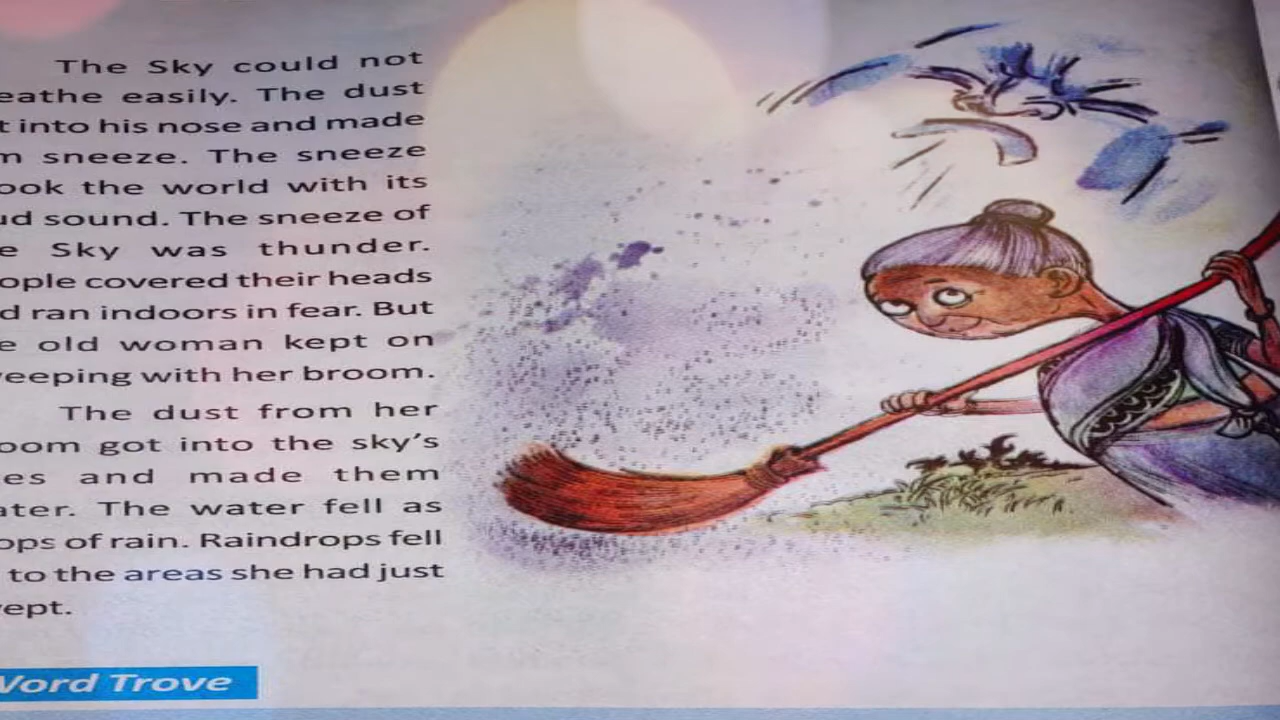 The Sky could not
eathe easily. The dust
t into his nose and made
m sneeze. The sneeze
ook the world with its
ud sound. The sneeze of
e Sky was thunder.
ople covered their heads
d ran indoors in fear. But
e old woman kept on
eeping with her broom.
The dust from her
oom got into the sky's
es and made them
ater. The water fell as
ops of rain. Raindrops fell
to the areas she had just
ept.
Word Trove